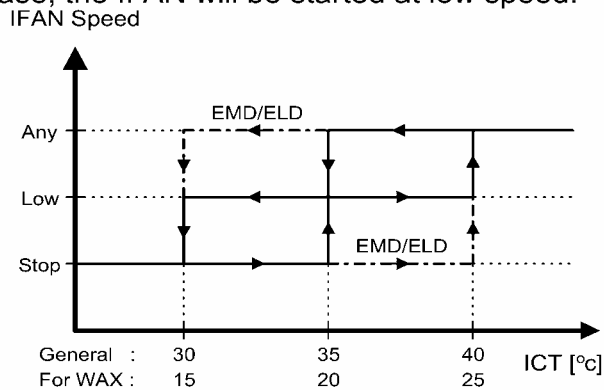 ase, the IFAN will be started at low speed.
IFAN Speed
EMD/ELD
Any
Low
EMD/ELD
Stop
General : 30 35 40
ICT [°c]
For WAX : 15 20 25